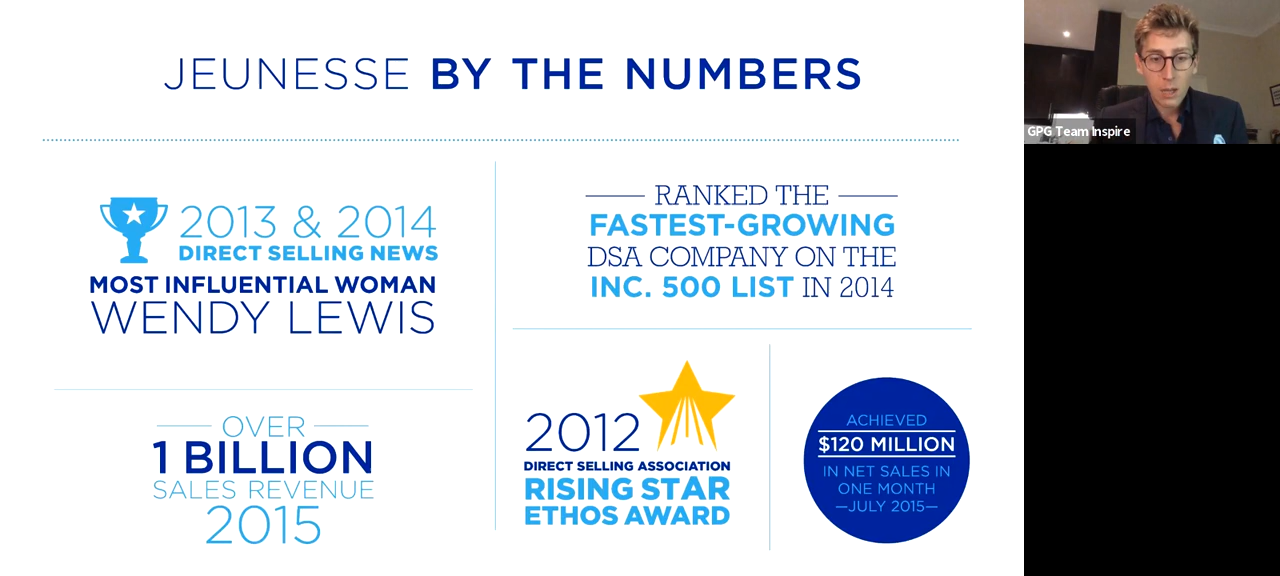 JEUNESSE BY THE NUMBERS
2013 & 2014
DIRECT SELLING NEWS
MOST INFLUENTIAL WOMAN
WENDY LEWIS
OVER
1 BILLION
SALES REVENUE
2015
RANKED THE
FASTEST-GROWING
DSA COMPANY ON THE
INC. 500 LIST IN 2014
2012
DIRECT SELLING ASSOCIATION
RISING STAR
ETHOS AWARD
ACHIEVED
$120 MILLION
IN NET SALES IN
ONE MONTH
—JULY 2015—
GPG Team Inspire